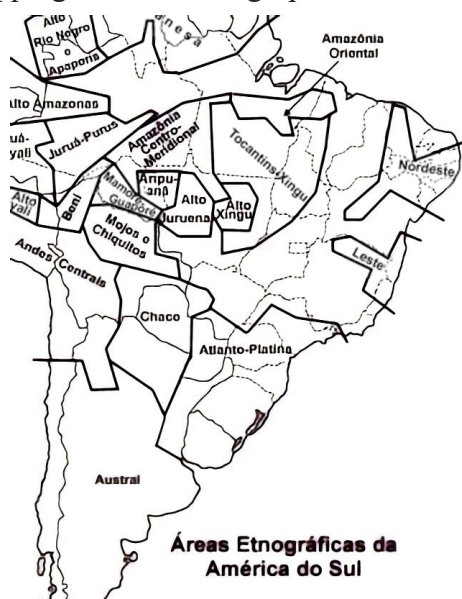 Alto
Rio Negro
e
Apaporis
Amazônia
Oriental
Alto Amazonas
Juruá-Purus
Amazônia
Centro-
Meridional
Tocantins-Xingu
Nordeste
Aripu-
anã
Mamoré-
Guaporé
Alto
Juruena
Alto
Xingu
Alto
Beni
Mojos e
Chiquitos
Leste
Andes Centrais
Chaco
Atlanto-Platina
Austral
Áreas Etnográficas da
América do Sul